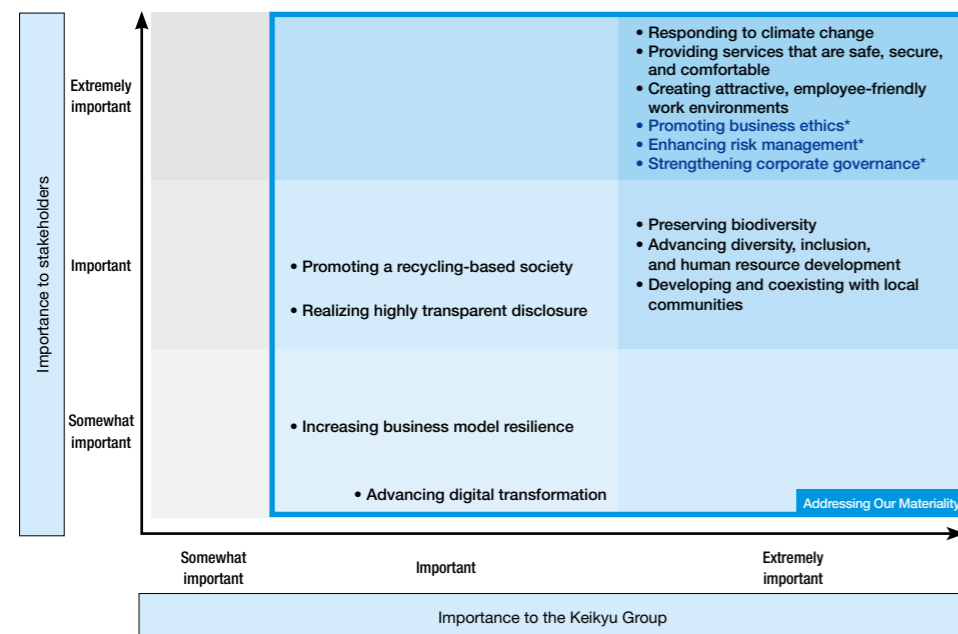 Importance to stakeholders
Extremely
important
• Responding to climate change
• Providing services that are safe, secure,
and comfortable
• Creating attractive, employee-friendly
work environments
• Promoting business ethics*
• Enhancing risk management*
• Strengthening corporate governance*
Important
• Promoting a recycling-based society
• Realizing highly transparent disclosure
• Preserving biodiversity
• Advancing diversity, inclusion,
and human resource development
• Developing and coexisting with local
communities
Somewhat
important
• Increasing business model resilience
• Advancing digital transformation
Addressing Our Materiality
Somewhat
important
Important
Extremely
important
Importance to the Keikyu Group